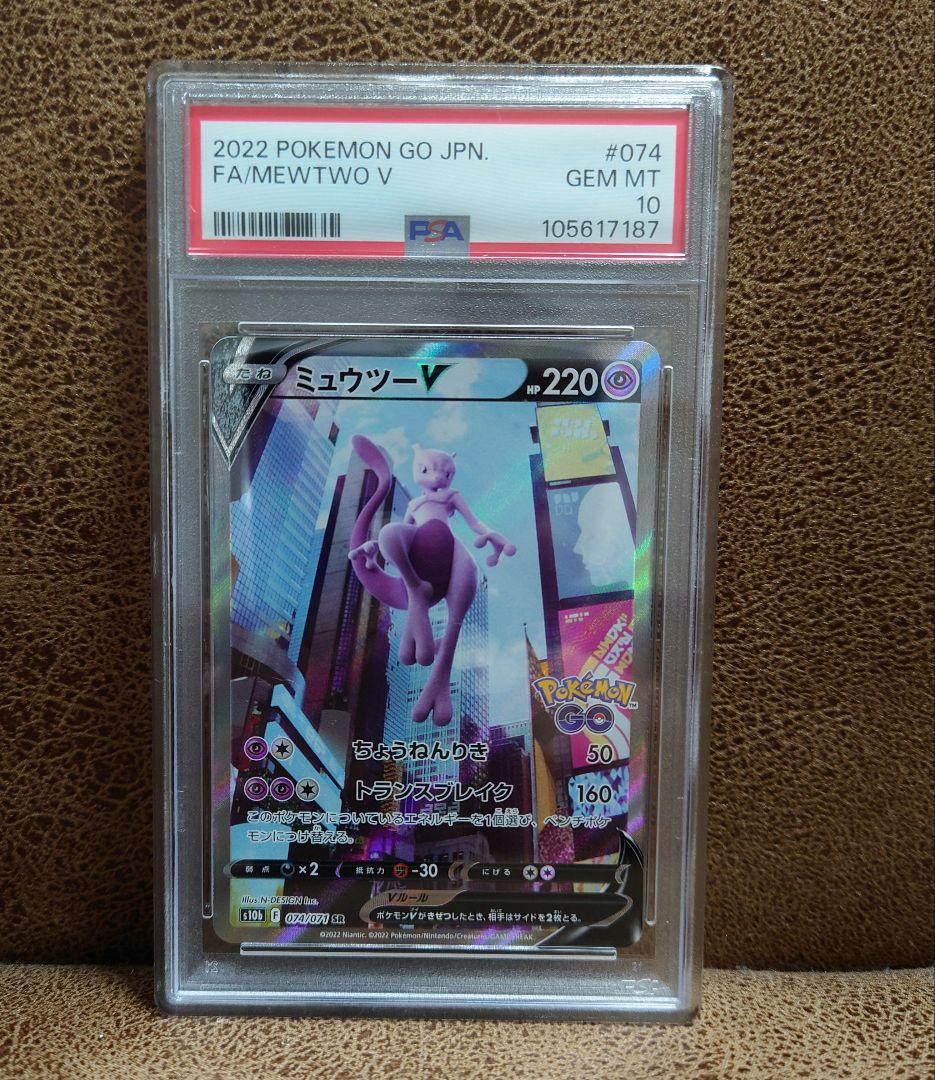 2022 POKEMON GO JPN.
#074
FA/MEWTWO V
GEM MT
10
PSA
105617187
たね
ミュウツーV
HP 220
POKéMON™
GO
ちょうねんりき
50
トランスブレイク
160
このポケモンについているエネルギーを1個選び、ベンチポケ
モンにつけ替える。
弱点 ×2 抵抗力 -30 にげる
Illus. N-DESIGN Inc.
Vルール
s10b F 074/071 SR
ポケモンVがきぜつしたとき、相手はサイドを2枚とる。
©2022 Niantic. ©2022 Pokémon/Nintendo/Creatures/GAME FREAK